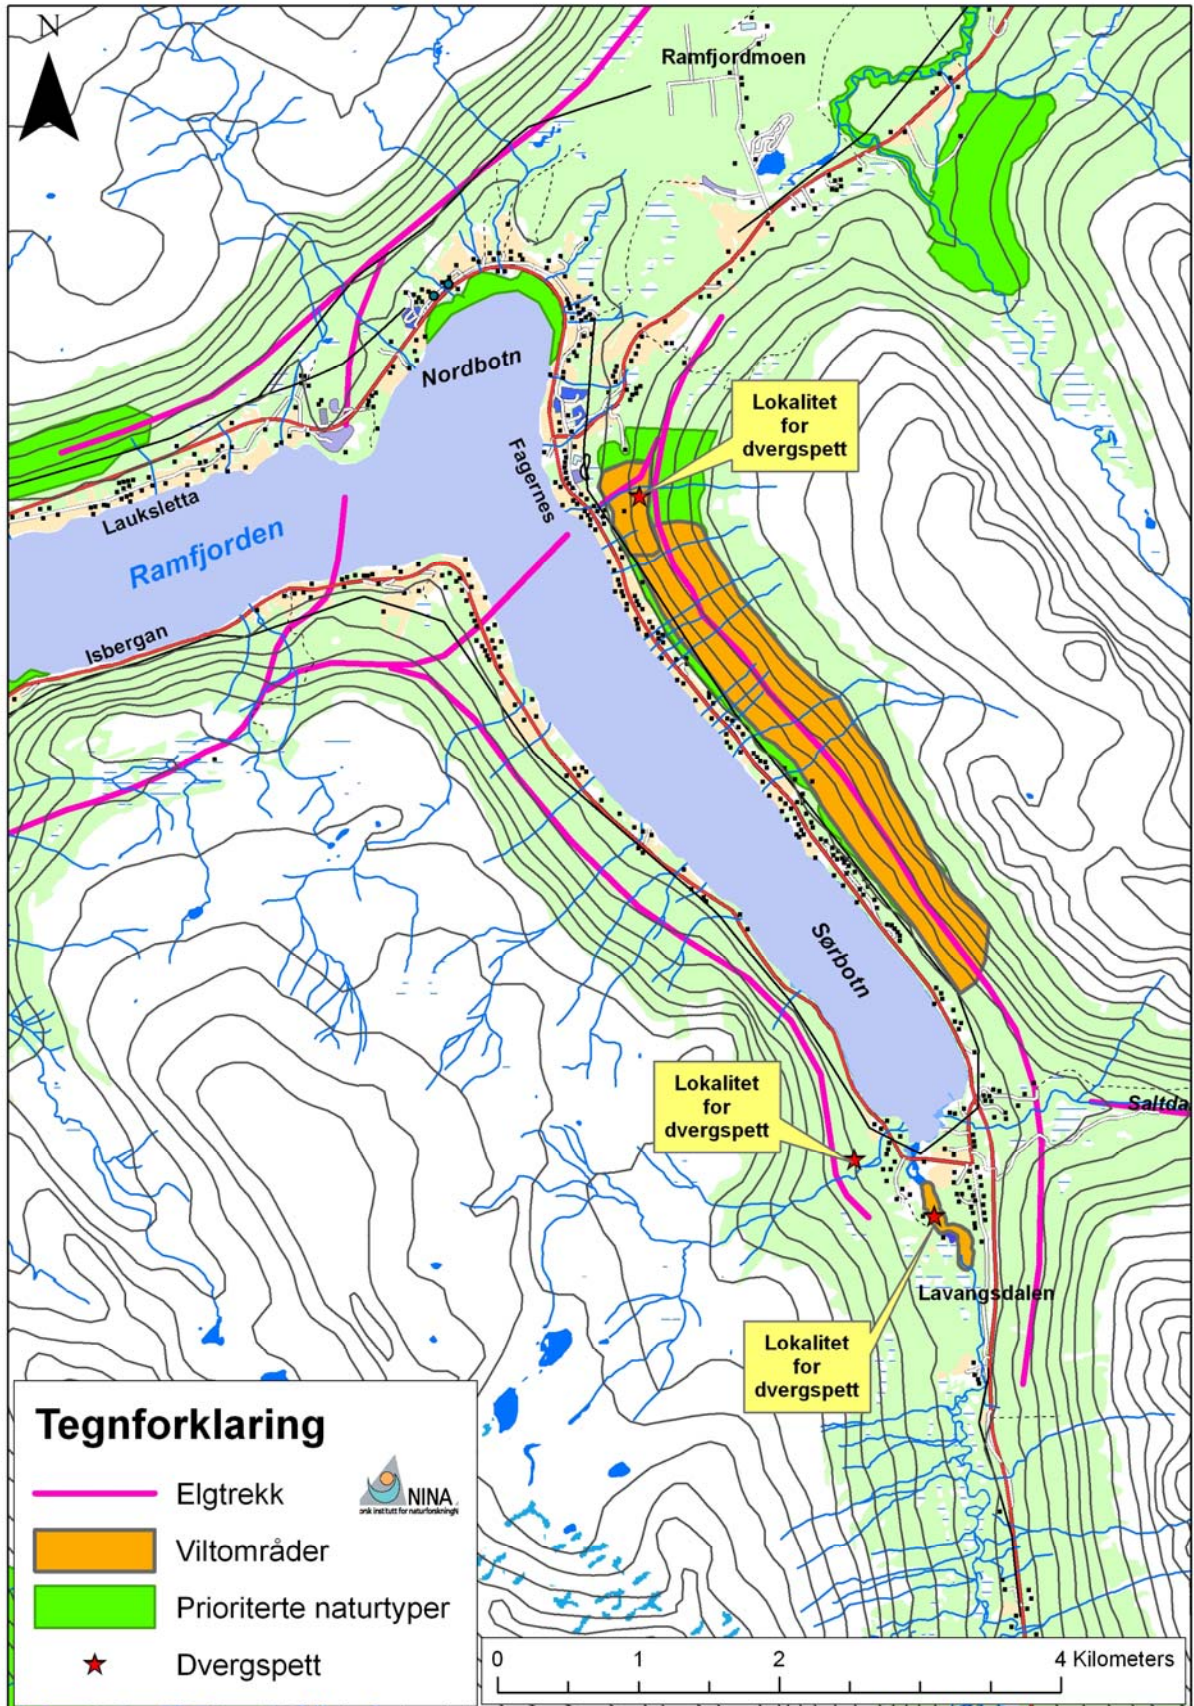 N
Ramfjordmoen
Nordbotn
Lokalitet
for
dvergspett
Fagernes
Lauksletta
Ramfjorden
Isbergan
Sørbotn
Lokalitet
for
dvergspett
Saltda
Lavangsdalen
Lokalitet
for
dvergspett
Tegnforklaring
Elgtrekk
NINA
Viltområder
Prioriterte naturtyper
Dvergspett
0 1 2 4 Kilometers